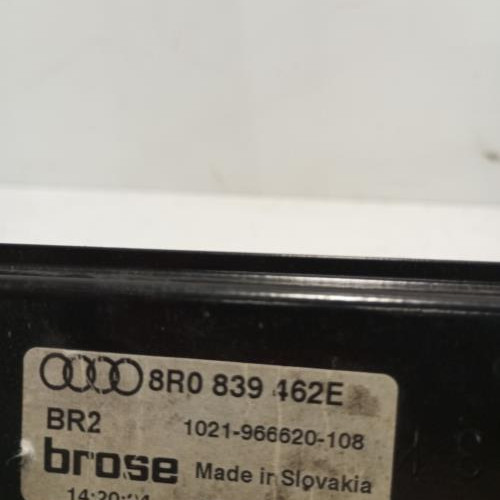 8R0 839 462E
BR2 1021-966620-108
brose Made in Slovakia